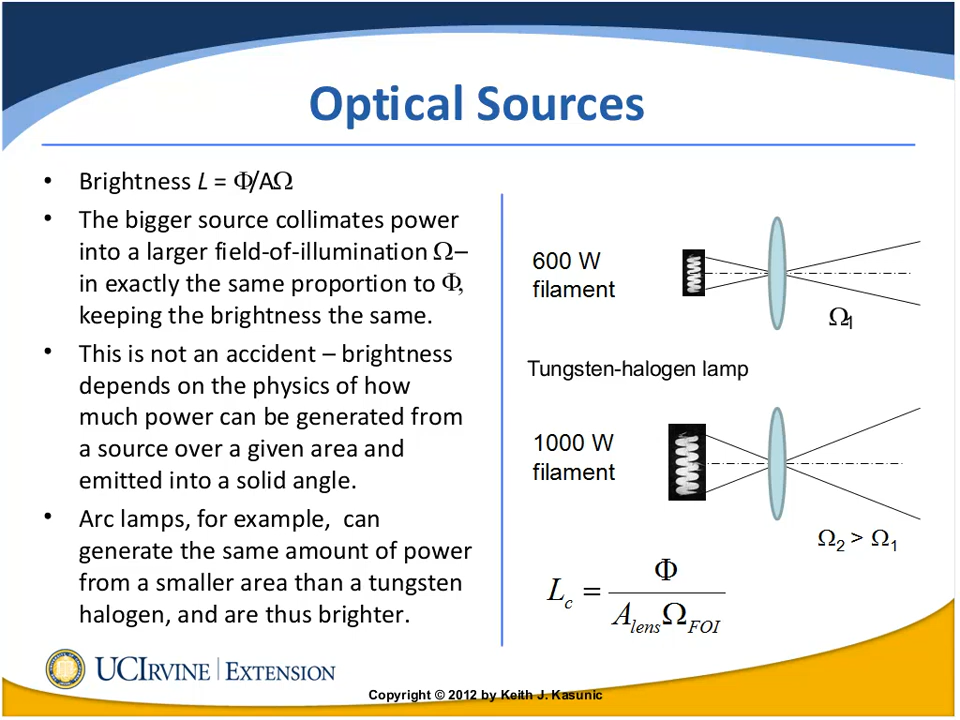 Optical Sources
• Brightness L = Φ/AΩ
• The bigger source collimates power
into a larger field-of-illumination Ω–
in exactly the same proportion to Φ,
keeping the brightness the same.
• This is not an accident – brightness
depends on the physics of how
much power can be generated from
a source over a given area and
emitted into a solid angle.
• Arc lamps, for example, can
generate the same amount of power
from a smaller area than a tungsten
halogen, and are thus brighter.
600 W
filament
Ω1
Tungsten-halogen lamp
1000 W
filament
Ω2 > Ω1
Lc = Φ / Alens ΩFOI
UCIRVINE | EXTENSION
Copyright © 2012 by Keith J. Kasunic